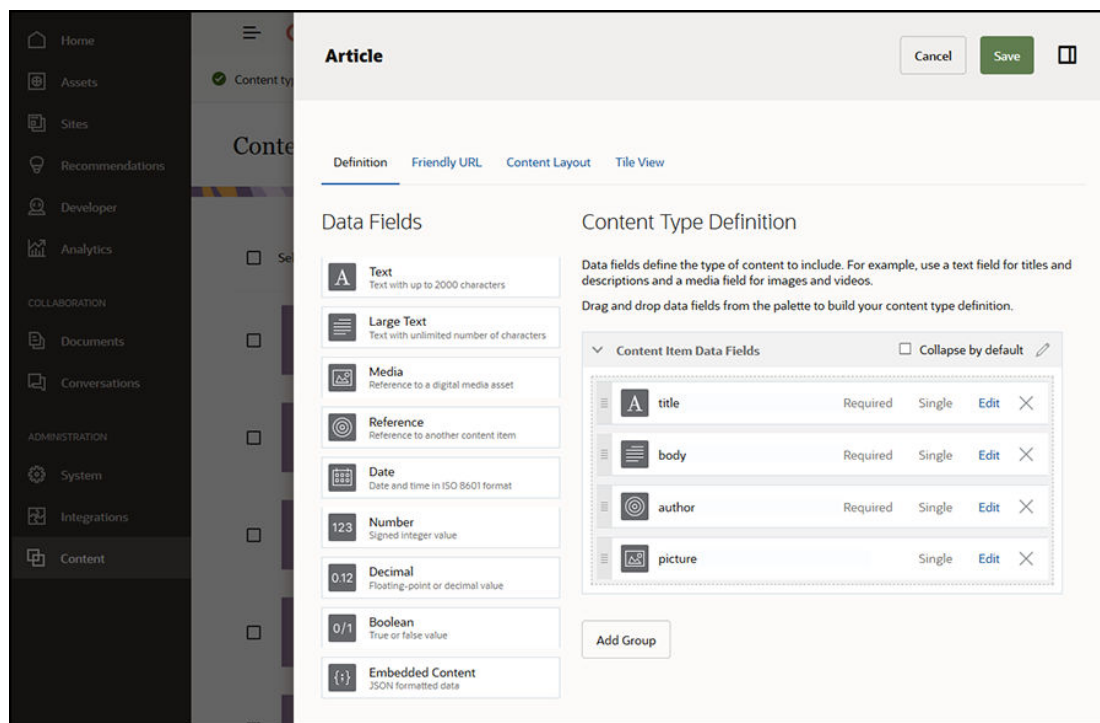 Home
Assets
Sites
Recommendations
Developer
Analytics
COLLABORATION
Documents
Conversations
ADMINISTRATION
System
Integrations
Content
Content
Article
Cancel
Save
Definition
Friendly URL
Content Layout
Tile View
Data Fields
A
Text
Text with up to 2000 characters
Large Text
Text with unlimited number of characters
Media
Reference to a digital media asset
Reference
Reference to another content item
Date
Date and time in ISO 8601 format
123
Number
Signed integer value
0.12
Decimal
Floating-point or decimal value
0/1
Boolean
True or false value
{;}
Embedded Content
JSON formatted data
Content Type Definition
Data fields define the type of content to include. For example, use a text field for titles and
descriptions and a media field for images and videos.
Drag and drop data fields from the palette to build your content type definition.
Content Item Data Fields
Collapse by default
A title Required Single Edit
body Required Single Edit
author Required Single Edit
picture Single Edit
Add Group